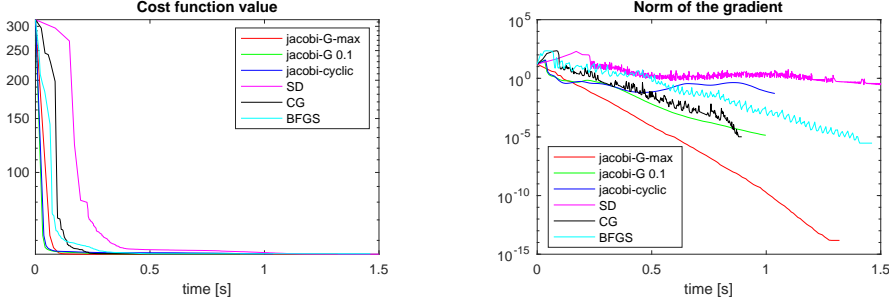 Cost function value
300
250
200
150
100
0
0.5
1
1.5
time [s]
jacobi-G-max
jacobi-G 0.1
jacobi-cyclic
SD
CG
BFGS
Norm of the gradient
10^5
10^0
10^-5
10^-10
10^-15
0
0.5
1
1.5
time [s]
jacobi-G-max
jacobi-G 0.1
jacobi-cyclic
SD
CG
BFGS